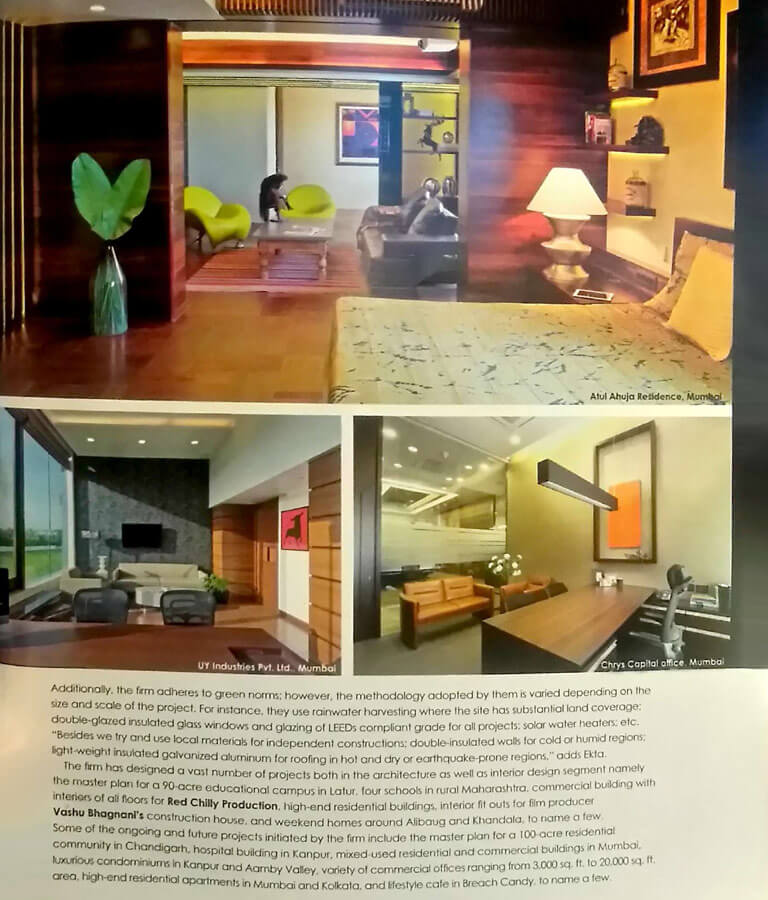 Atul Ahuja Residence, Mumbai
UY Industries Pvt. Ltd., Mumbai
Chrys Capital office, Mumbai
Additionally, the firm adheres to green norms; however, the methodology adopted by them is varied depending on the
size and scale of the project. For instance, they use rainwater harvesting where the site has substantial land coverage;
double-glazed insulated glass windows and glazing of LEEDs compliant grade for all projects; solar water heaters; etc.
"Besides we try and use local materials for independent constructions; double-insulated walls for cold or humid regions;
light-weight insulated galvanized aluminum for roofing in hot and dry or earthquake-prone regions," adds Ekta.
The firm has designed a vast number of projects both in the architecture as well as interior design segment namely
the master plan for a 90-acre educational campus in Latur, four schools in rural Maharashtra, commercial building with
interiors of all floors for Red Chilly Production, high-end residential buildings, interior fit outs for film producer
Vashu Bhagnani's construction house, and weekend homes around Alibaug and Khandala, to name a few.
Some of the ongoing and future projects initiated by the firm include the master plan for a 100-acre residential
community in Chandigarh, hospital building in Kanpur, mixed-used residential and commercial buildings in Mumbai,
luxurious condominiums in Kanpur and Aamby Valley, variety of commercial offices ranging from 3,000 sq. ft. to 20,000 sq. ft.
area, high-end residential apartments in Mumbai and Kolkata, and lifestyle cafe in Breach Candy, to name a few.